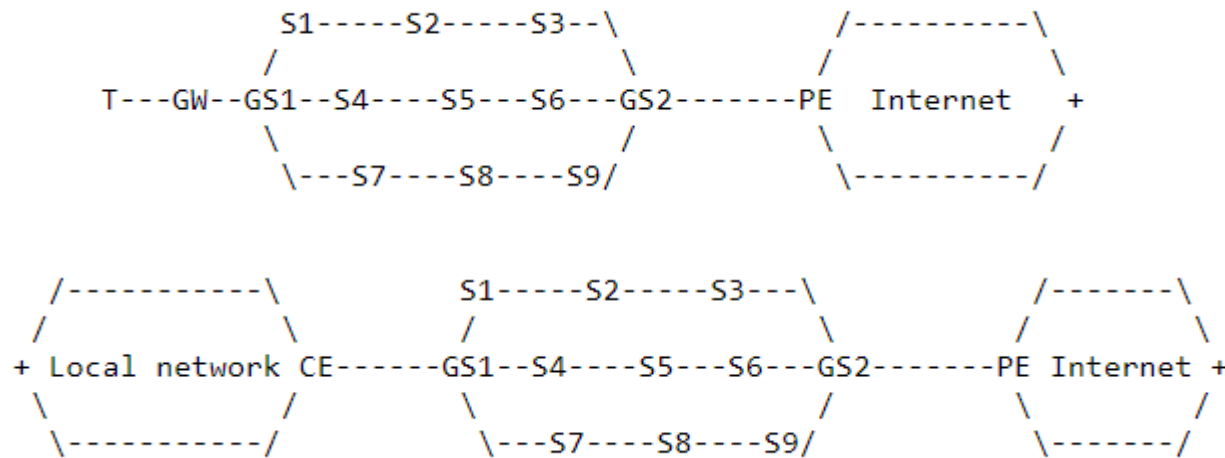 S1-----S2-----S3--\ /----------\
/ \ / \
T---GW--GS1--S4----S5---S6---GS2-------PE Internet +
\ / \ /
\---S7----S8----S9/ \----------/
/-----------\ S1-----S2-----S3---\ /-------\
/ \ / \ / \
+ Local network CE------GS1--S4----S5---S6---GS2-------PE Internet +
\ / \ / \ /
\-----------/ \---S7----S8----S9/ \-------/